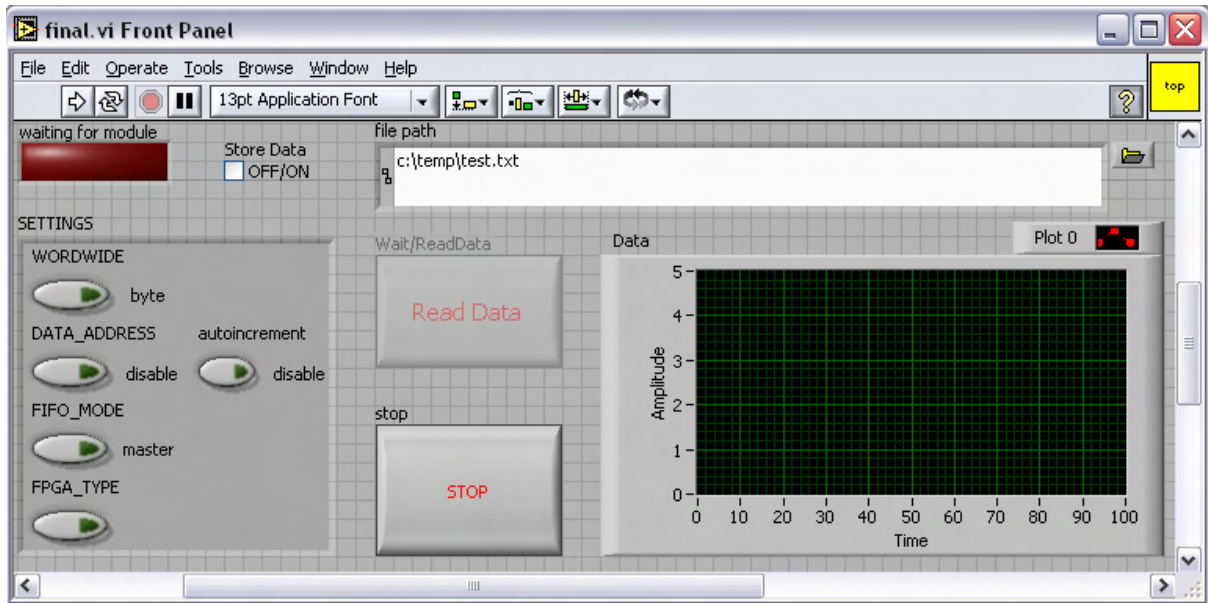 final.vi Front Panel
File Edit Operate Tools Browse Window Help
13pt Application Font
?
top
waiting for module
Store Data
OFF/ON
file path
c:\temp\test.txt
SETTINGS
WORDWIDE
byte
DATA_ADDRESS autoincrement
disable disable
FIFO_MODE
master
FPGA_TYPE
Wait/ReadData
Read Data
stop
STOP
Data
Plot 0
Amplitude
5
4
3
2
1
0
0 10 20 30 40 50 60 70 80 90 100
Time